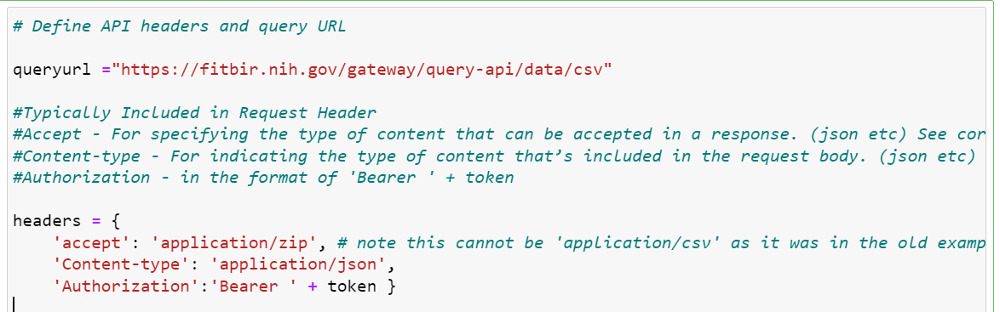 # Define API headers and query URL
queryurl ="https://fitbir.nih.gov/gateway/query-api/data/csv"
#Typically Included in Request Header
#Accept - For specifying the type of content that can be accepted in a response. (json etc) See cor
#Content-type - For indicating the type of content that’s included in the request body. (json etc)
#Authorization - in the format of 'Bearer ' + token
headers = {
    'accept': 'application/zip', # note this cannot be 'application/csv' as it was in the old examp
    'Content-type': 'application/json',
    'Authorization':'Bearer ' + token }